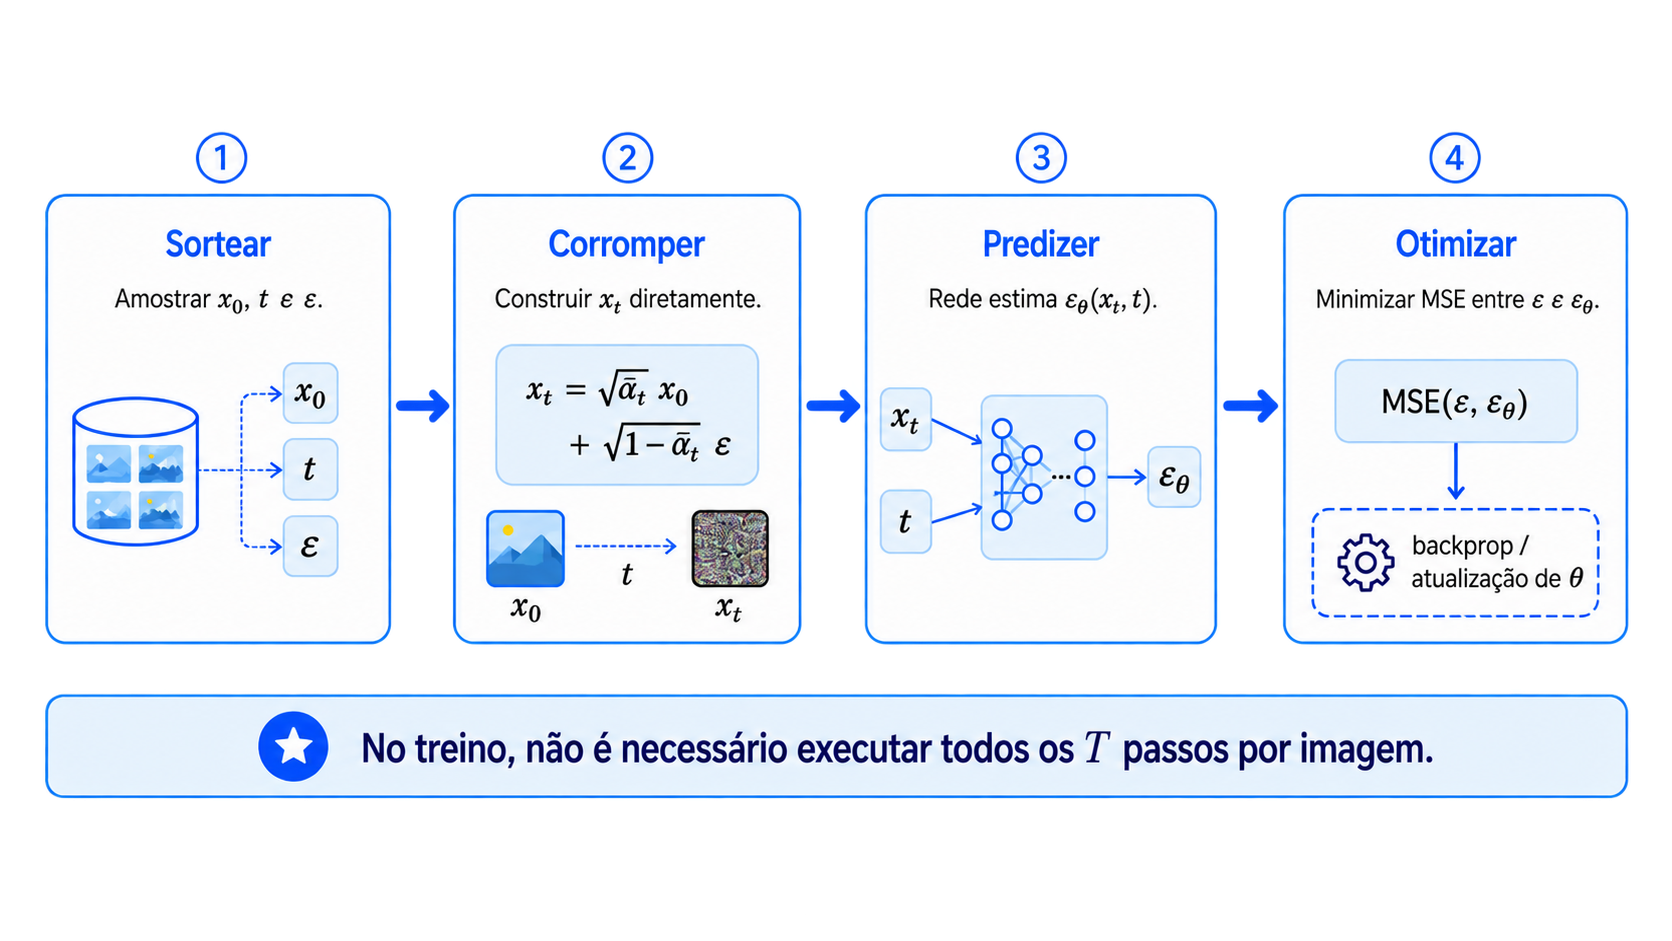 1
Sortear
Amostrar x₀, t ε ε.
x₀
t
ε
2
Corromper
Construir xₜ diretamente.
xₜ = √ᾱₜ x₀
+ √1 − ᾱₜ ε
t
x₀
xₜ
3
Predizer
Rede estima ε_θ(xₜ, t).
xₜ
t
...
ε_θ
4
Otimizar
Minimizar MSE entre ε ε ε_θ.
MSE(ε, ε_θ)
backprop /
atualização de θ
No treino, não é necessário executar todos os T passos por imagem.